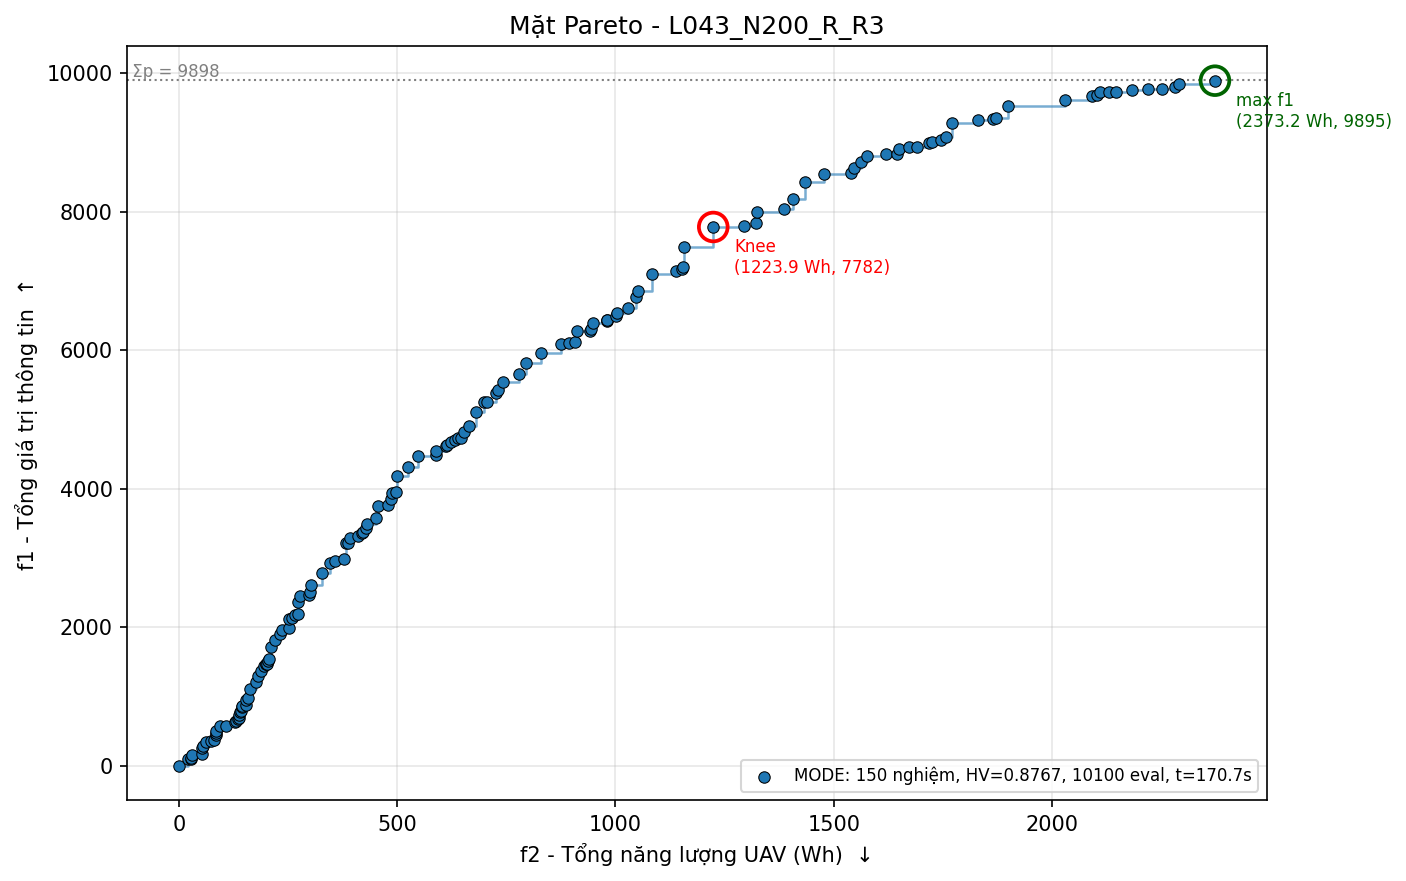 Mặt Pareto - L043_N200_R_R3
Σp = 9898
max f1
(2373.2 Wh, 9895)
Knee
(1223.9 Wh, 7782)
10000
8000
6000
4000
2000
0
f1 - Tổng giá trị thông tin ↑
MODE: 150 nghiệm, HV=0.8767, 10100 eval, t=170.7s
0 500 1000 1500 2000
f2 - Tổng năng lượng UAV (Wh) ↓